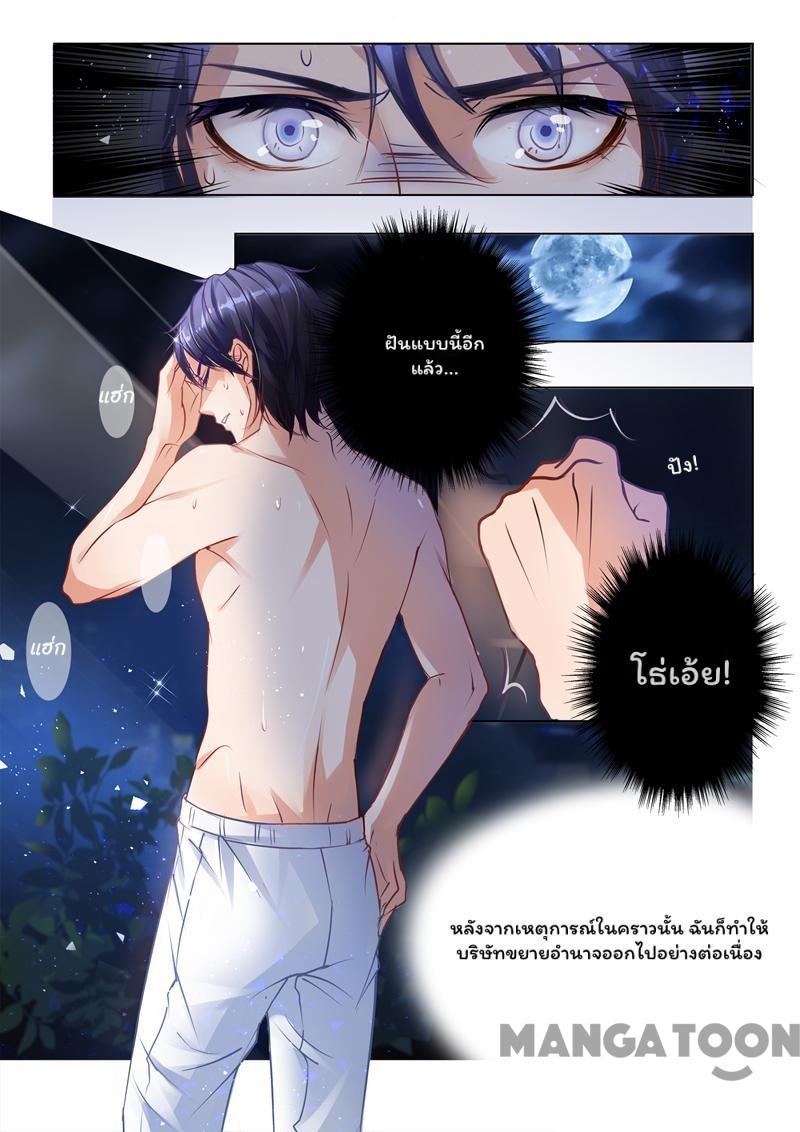 ฝันแบบนี้อีก
แล้ว...
แฮ่ก
ปัง!
แฮ่ก
โธ่เอ้ย!
หลังจากเหตุการณ์ในคราวนั้น ฉันก็ทำให้
บริษัทขยายอำนาจออกไปอย่างต่อเนื่อง
MANGATOON